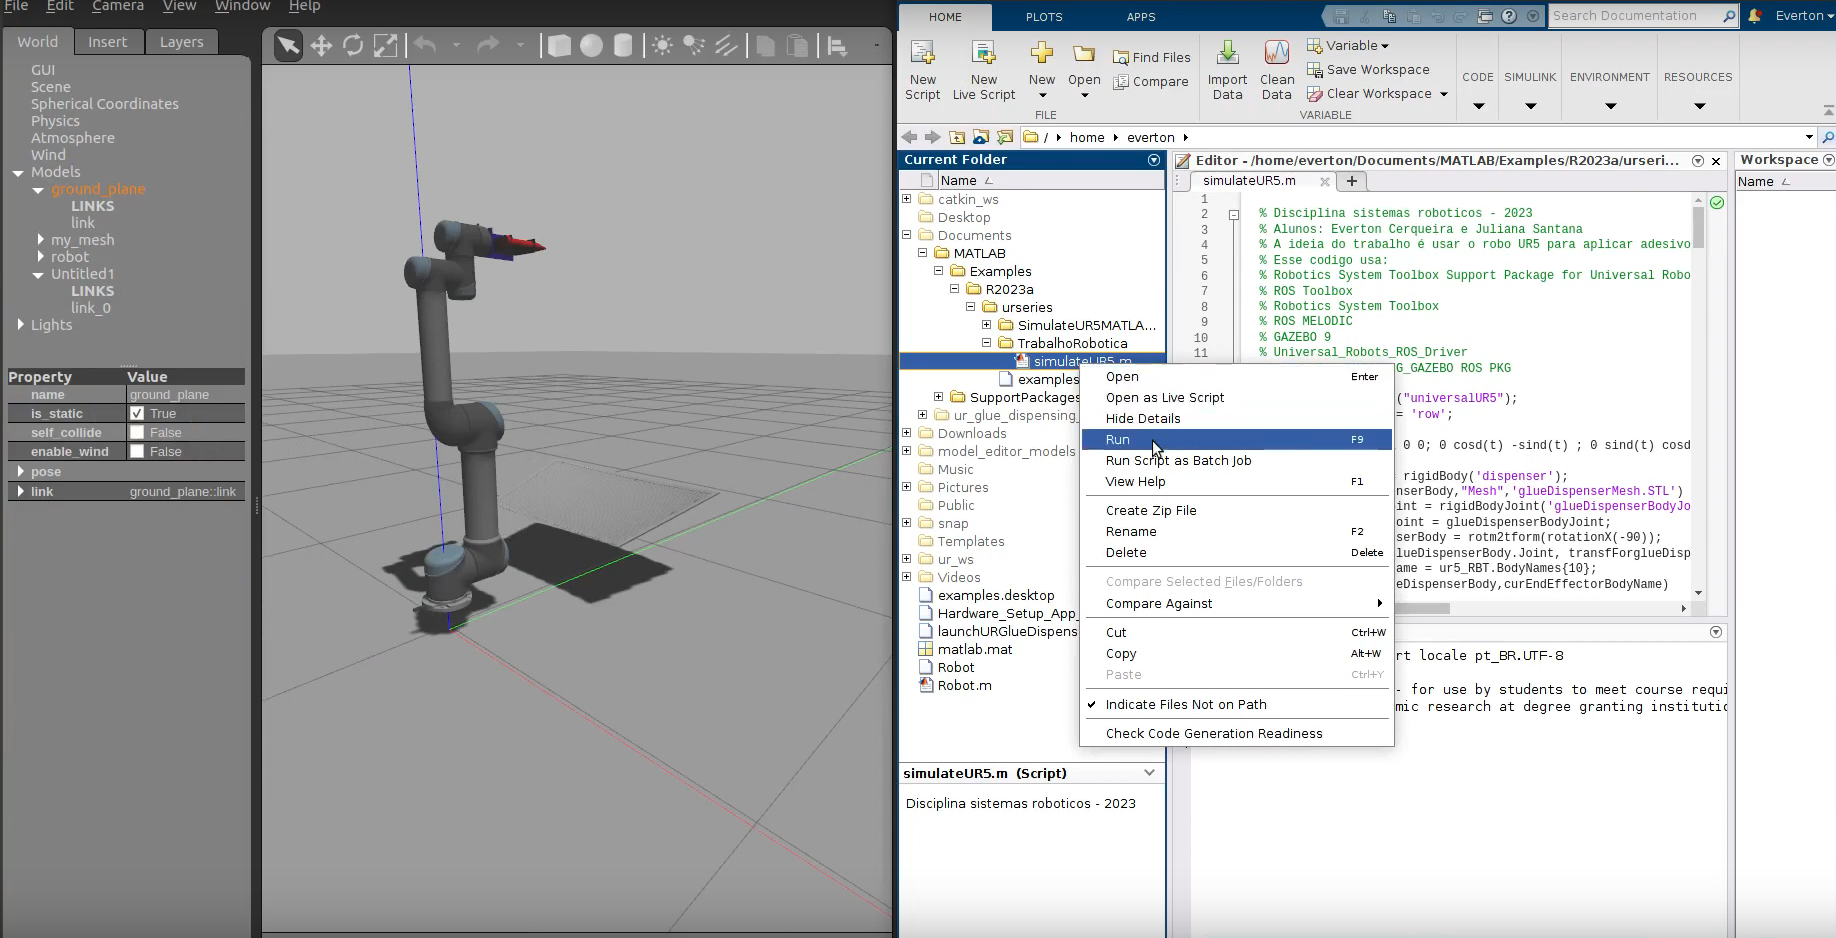 File Edit Camera View Window Help
World Insert Layers
GUI
Scene
Spherical Coordinates
Physics
Atmosphere
Wind
Models
ground_plane
LINKS
link
my_mesh
robot
Untitled1
LINKS
link_0
Lights
Property Value
name ground_plane
is_static True
self_collide False
enable_wind False
pose
link ground_plane::link
HOME PLOTS APPS
Search Documentation
Everton
New Script
New Live Script
New
Open
Find Files
Compare
Import Data
Clean Data
Variable
Save Workspace
Clear Workspace
CODE SIMULINK ENVIRONMENT RESOURCES
FILE VARIABLE
/ home everton
Current Folder
Name
catkin_ws
Desktop
Documents
MATLAB
Examples
R2023a
urseries
SimulateUR5MATLA...
TrabalhoRobotica
simulateUR5.m
examples
SupportPackages
ur_glue_dispensing_
Downloads
model_editor_models
Music
Pictures
Public
snap
Templates
ur_ws
Videos
examples.desktop
Hardware_Setup_App_
launchURGlueDispens
matlab.mat
Robot
Robot.m
simulateUR5.m (Script)
Disciplina sistemas roboticos - 2023
Open Enter
Open as Live Script
Hide Details
Run F9
Run Script as Batch Job
View Help F1
Create Zip File
Rename F2
Delete Delete
Compare Selected Files/Folders
Compare Against
Cut Ctrl+W
Copy Alt+W
Paste Ctrl+Y
Indicate Files Not on Path
Check Code Generation Readiness
Editor - /home/everton/Documents/MATLAB/Examples/R2023a/urseri...
simulateUR5.m
1
2 % Disciplina sistemas roboticos - 2023
3 % Alunos: Everton Cerqueira e Juliana Santana
4 % A ideia do trabalho é usar o robo UR5 para aplicar adesivo
5 % Esse codigo usa:
6 % Robotics System Toolbox Support Package for Universal Robo
7 % ROS Toolbox
8 % Robotics System Toolbox
9 % ROS MELODIC
10 % GAZEBO 9
11 % Universal_Robots_ROS_Driver
G_GAZEBO ROS PKG
("universalUR5");
= 'row';
0 0; 0 cosd(t) -sind(t) ; 0 sind(t) cosd
= rigidBody('dispenser');
nserBody,"Mesh",'glueDispenserMesh.STL')
int = rigidBodyJoint('glueDispenserBodyJo
oint = glueDispenserBodyJoint;
serBody = rotm2tform(rotationX(-90));
lueDispenserBody.Joint, transfForglueDisp
ame = ur5_RBT.BodyNames{10};
eDispenserBody,curEndEffectorBodyName)
rt locale pt_BR.UTF-8
- for use by students to meet course requi
mic research at degree granting institutio
Workspace
Name